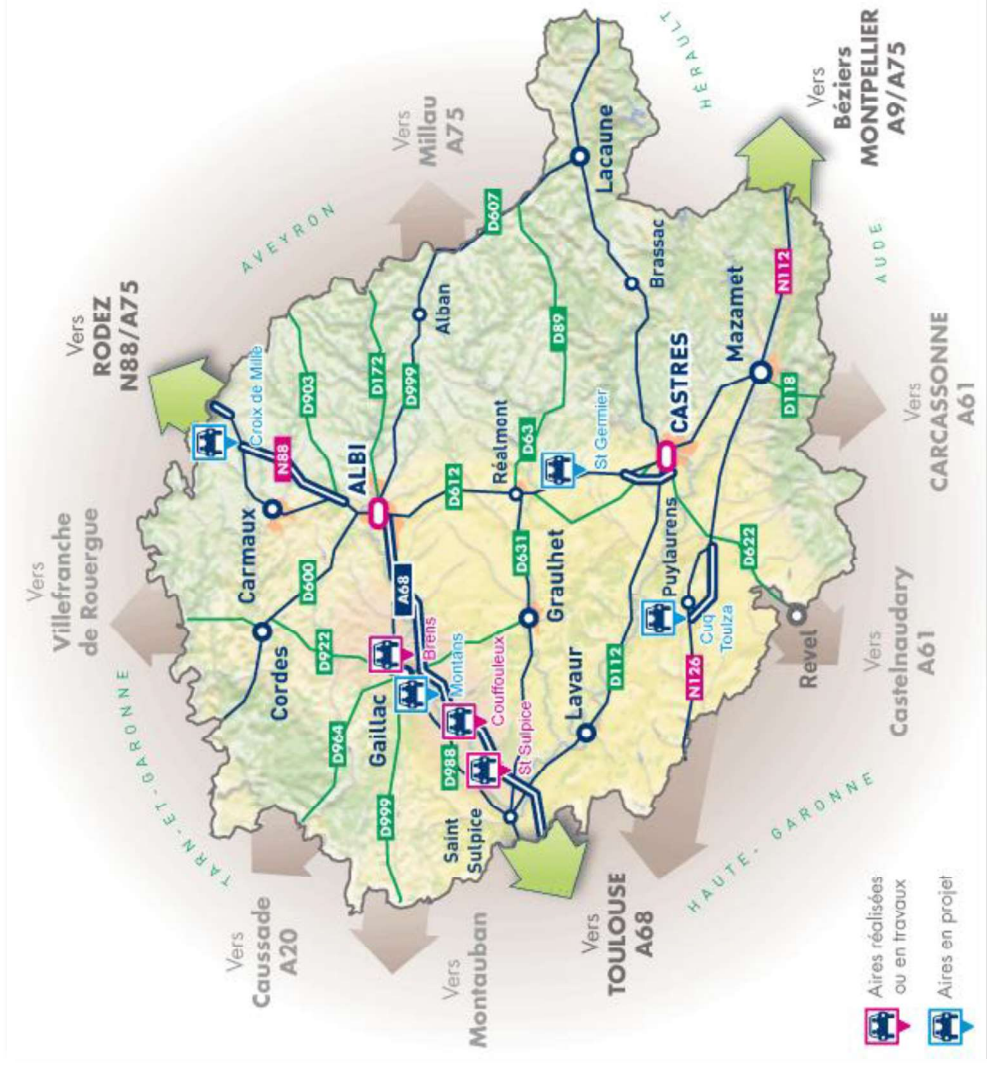 Vers
Villefranche
de Rouergue
Vers
RODEZ
N88/A75
AVEYRON
Vers
Millau
A75
HÉRAULT
Vers
Béziers
MONTPELLIER
A9/A75
AUDE
Vers
CARCASSONNE
A61
Vers
Castelnaudary
A61
HAUTE-GARONNE
Vers
TOULOUSE
A68
Vers
Montauban
Vers
Caussade
A20
TARN-ET-GARONNE
Croix de Mille
N88
Carmaux
D903
D172
D999
Alban
D607
Lacaune
ALBI
D600
Cordes
D922
D964
Gaillac
A68
Brens
Montans
Couffouleux
St Sulpice
D988
D999
Saint
Sulpice
D612
Réalmont
D63
D89
Brassac
D631
Graulhet
St Germier
CASTRES
Mazamet
N112
D118
Lavaur
D112
Puylaurens
Cuq
Toulza
D622
N126
Revel
Aires réalisées
ou en travaux
Aires en projet